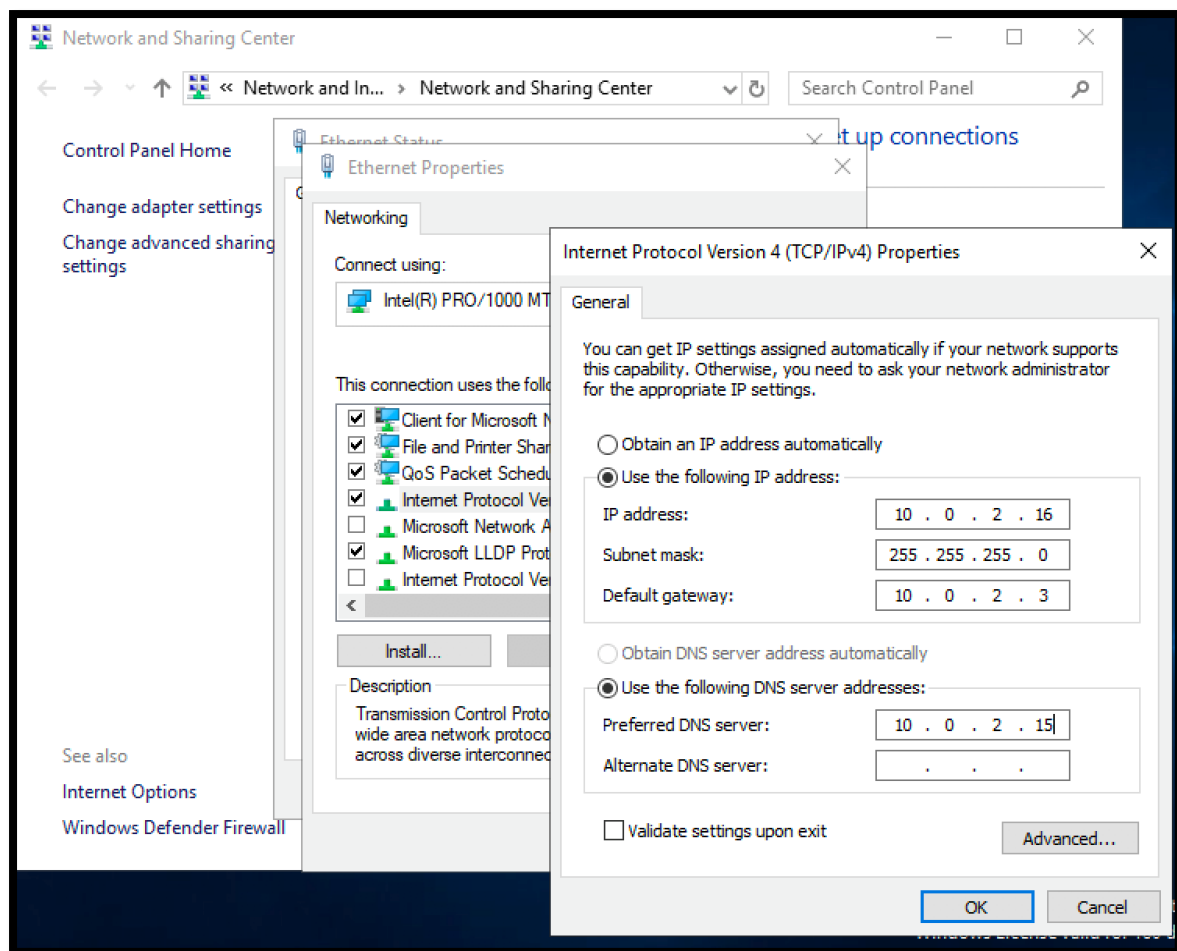 Network and Sharing Center
« Network and In... › Network and Sharing Center
Search Control Panel
Control Panel Home
Change adapter settings
Change advanced sharing
settings
See also
Internet Options
Windows Defender Firewall
et up connections
Ethernet Status
G
Ethernet Properties
Networking
Connect using:
Intel(R) PRO/1000 MT
This connection uses the follo
Client for Microsoft N
File and Printer Shar
QoS Packet Schedu
Internet Protocol Ver
Microsoft Network A
Microsoft LLDP Prot
Internet Protocol Ver
Install...
Description
Transmission Control Proto
wide area network protoco
across diverse interconnec
Internet Protocol Version 4 (TCP/IPv4) Properties
General
You can get IP settings assigned automatically if your network supports
this capability. Otherwise, you need to ask your network administrator
for the appropriate IP settings.
Obtain an IP address automatically
Use the following IP address:
IP address: 10 . 0 . 2 . 16
Subnet mask: 255 . 255 . 255 . 0
Default gateway: 10 . 0 . 2 . 3
Obtain DNS server address automatically
Use the following DNS server addresses:
Preferred DNS server: 10 . 0 . 2 . 15
Alternate DNS server: . . .
Validate settings upon exit
Advanced...
OK
Cancel